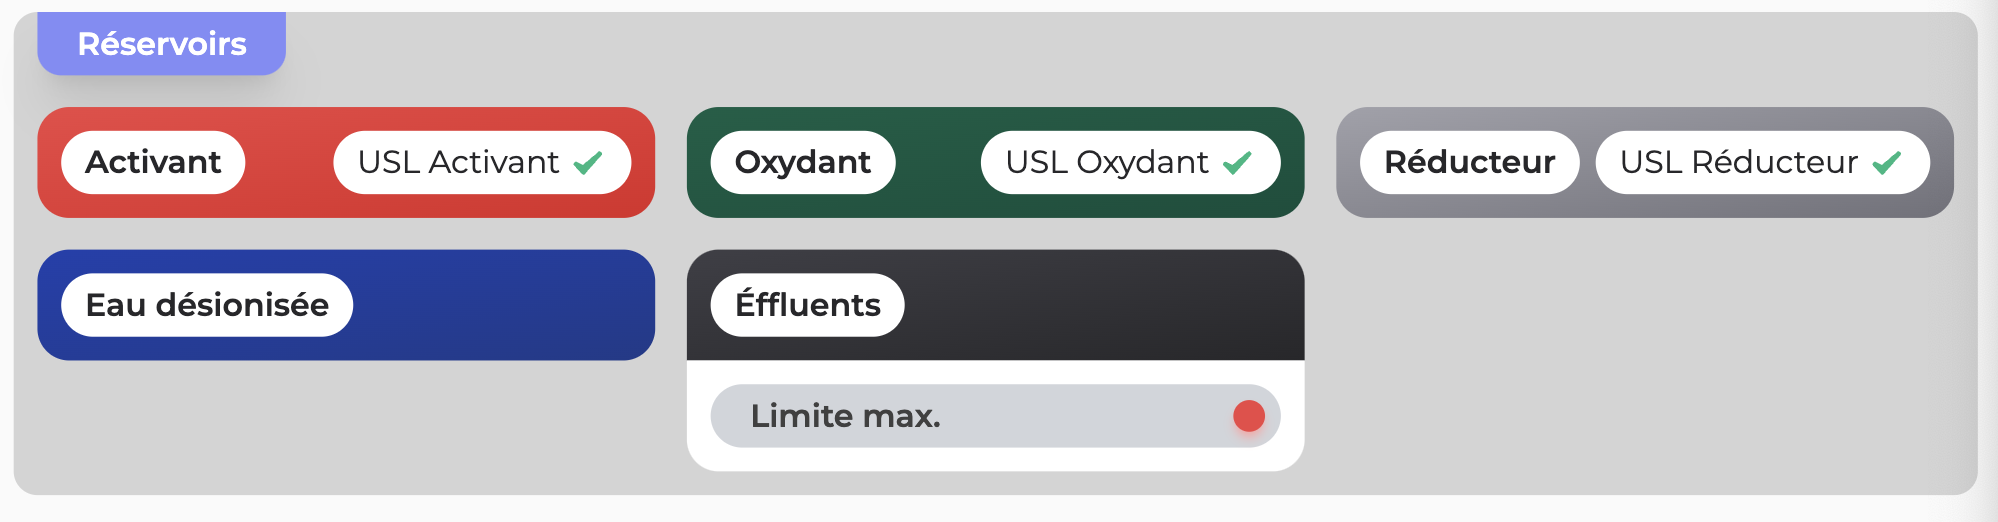 Réservoirs
Activant USL Activant
Oxydant USL Oxydant
Réducteur USL Réducteur
Eau désionisée
Éffluents
Limite max.